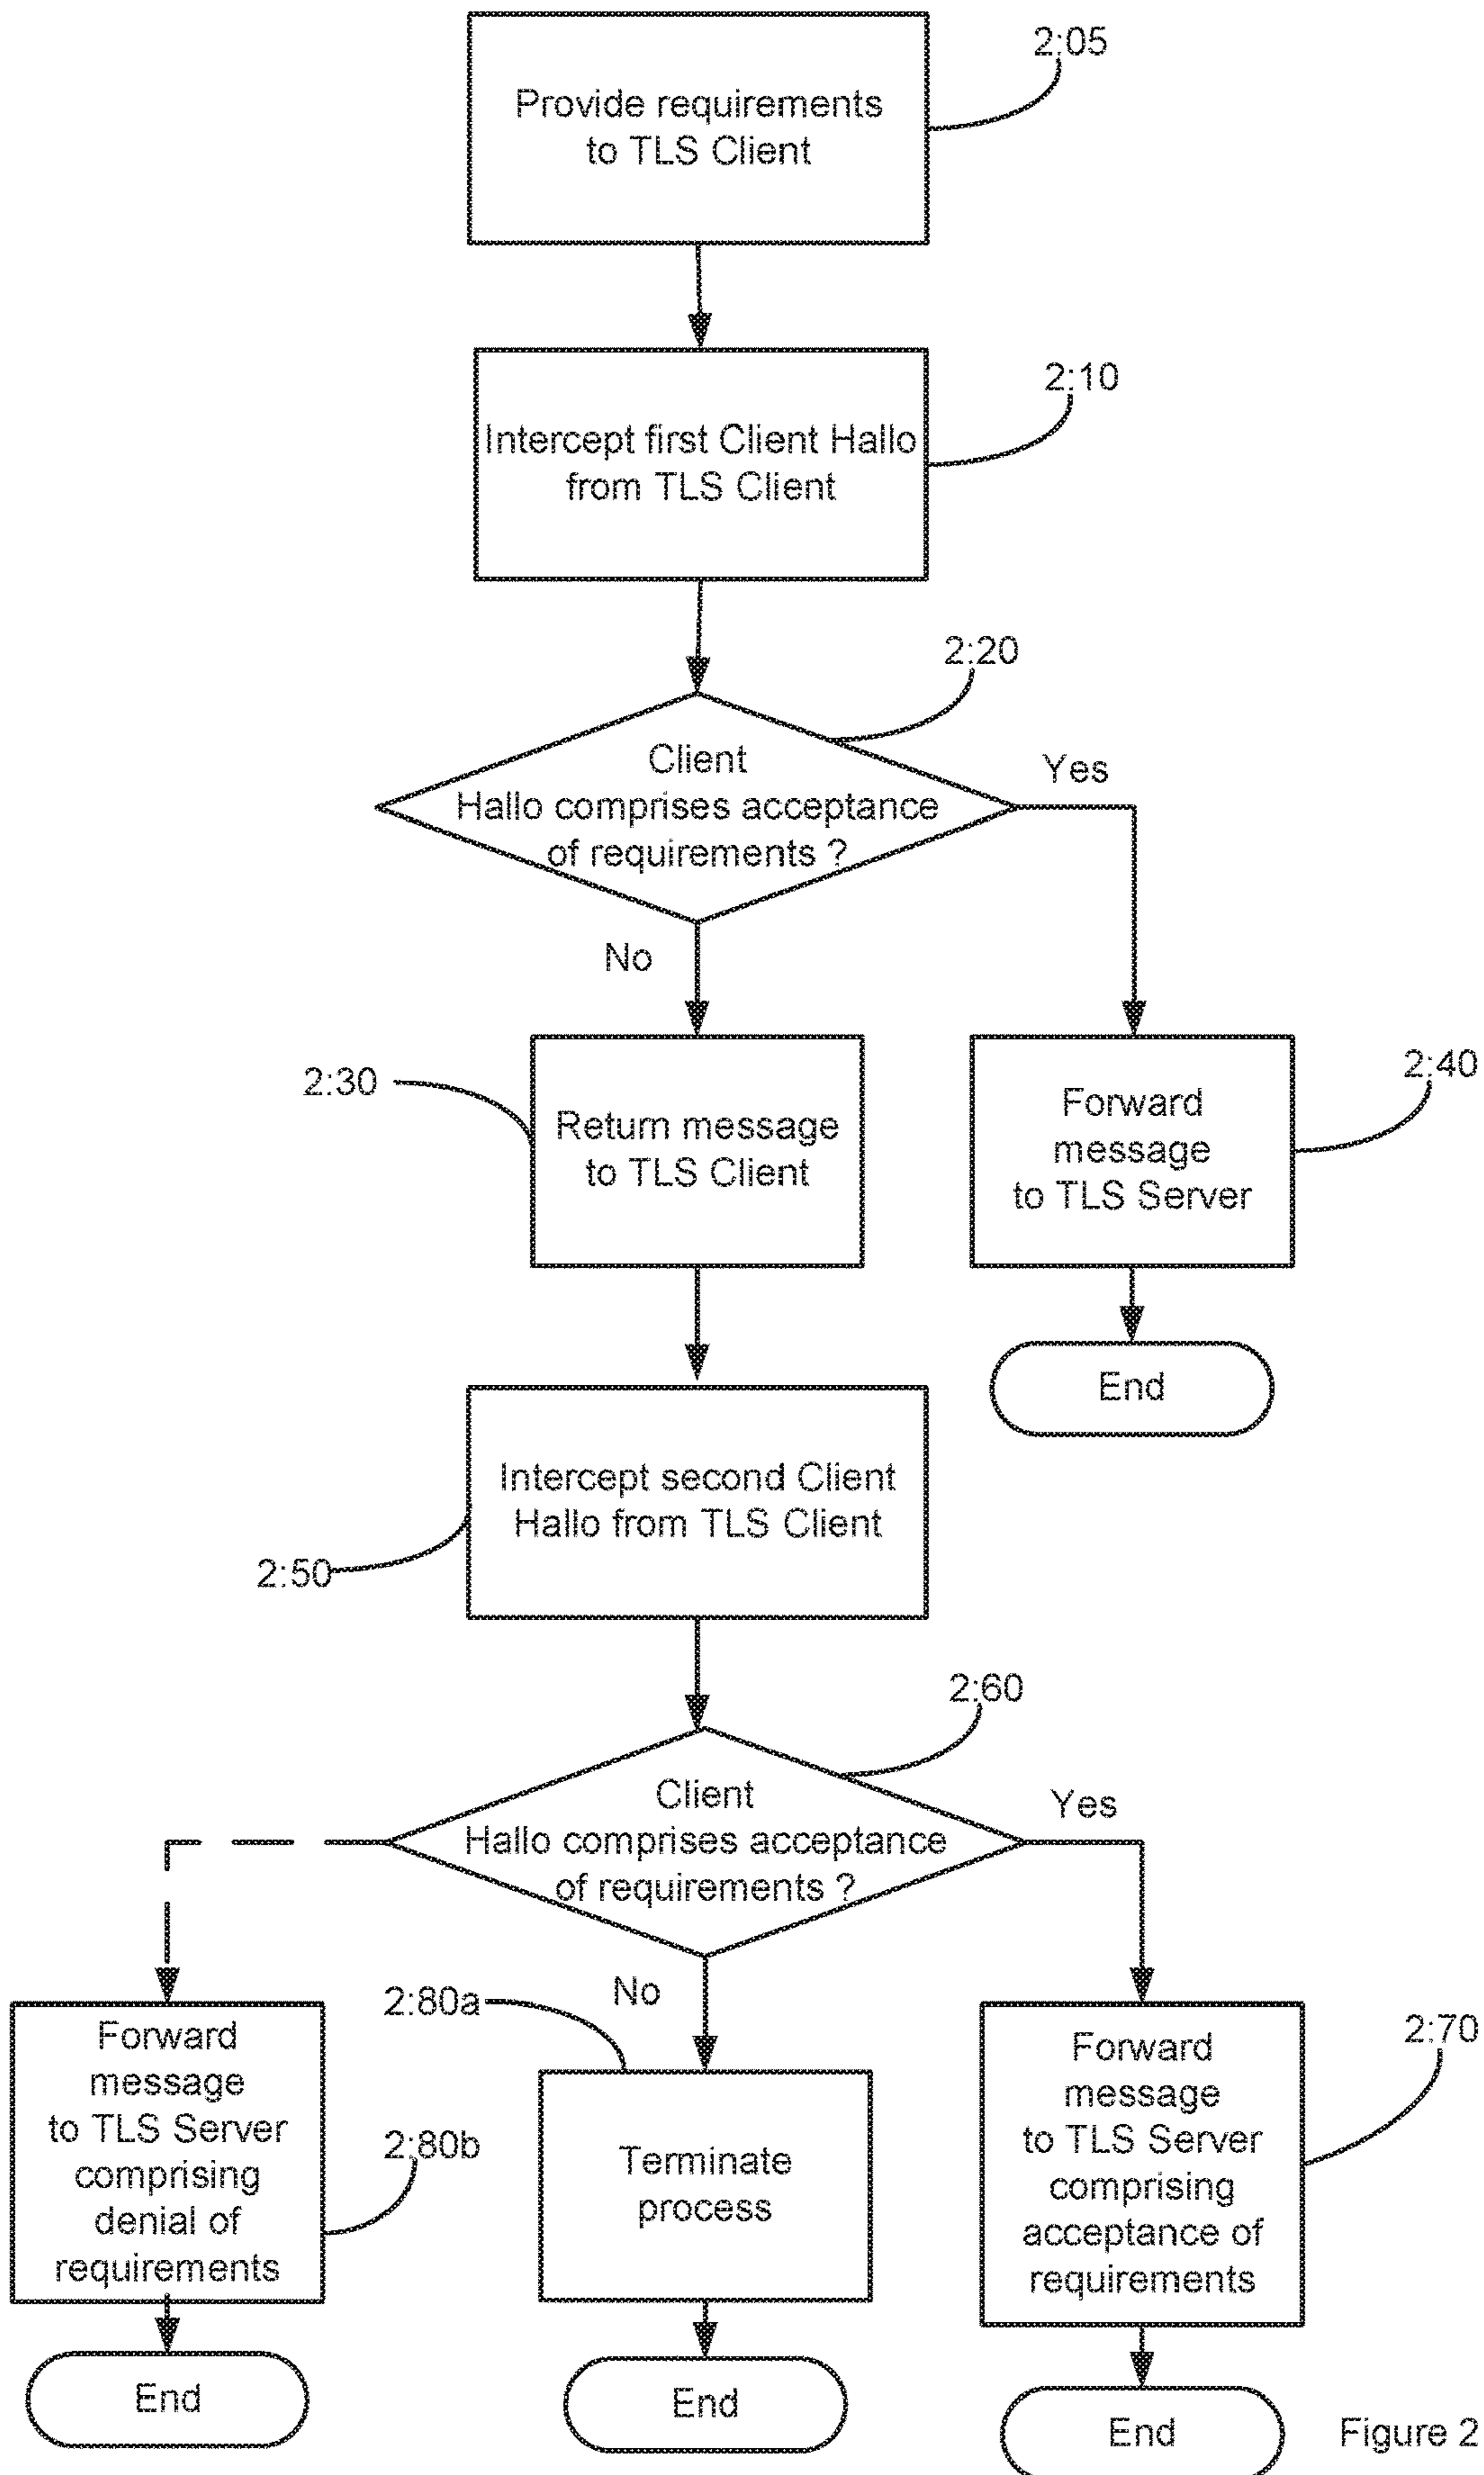 2:05
Provide requirements
to TLS Client
2:10
Intercept first Client Hallo
from TLS Client
2:20
Client
Hallo comprises acceptance
of requirements ?
Yes
No
2:30
Return message
to TLS Client
2:40
Forward
message
to TLS Server
End
Intercept second Client
Hallo from TLS Client
2:50
2:60
Client
Hallo comprises acceptance
of requirements ?
Yes
No
2:80a
Forward
message
to TLS Server
comprising
denial of
requirements
2:80b
Terminate
process
2:70
Forward
message
to TLS Server
comprising
acceptance of
requirements
End
End
End
Figure 2